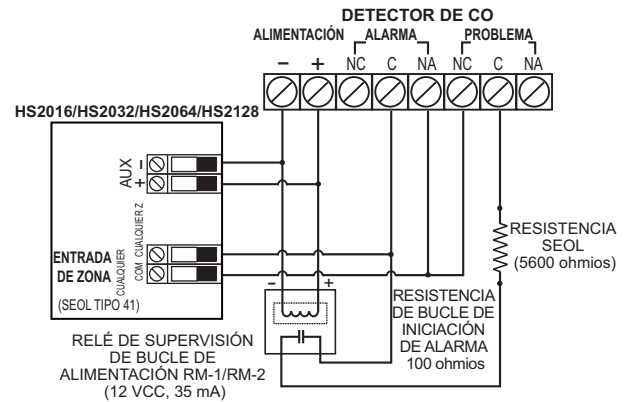 DETECTOR DE CO
ALIMENTACIÓN ALARMA PROBLEMA
− + NC C NA NC C NA
HS2016/HS2032/HS2064/HS2128
AUX
−
+
ENTRADA
DE ZONA
CUALQUIER
COM CUALQUIER Z
(SEOL TIPO 41)
− +
RESISTENCIA
SEOL
(5600 ohmios)
RESISTENCIA
DE BUCLE DE
INICIACIÓN
DE ALARMA
100 ohmios
RELÉ DE SUPERVISIÓN
DE BUCLE DE
ALIMENTACIÓN RM-1/RM-2
(12 VCC, 35 mA)